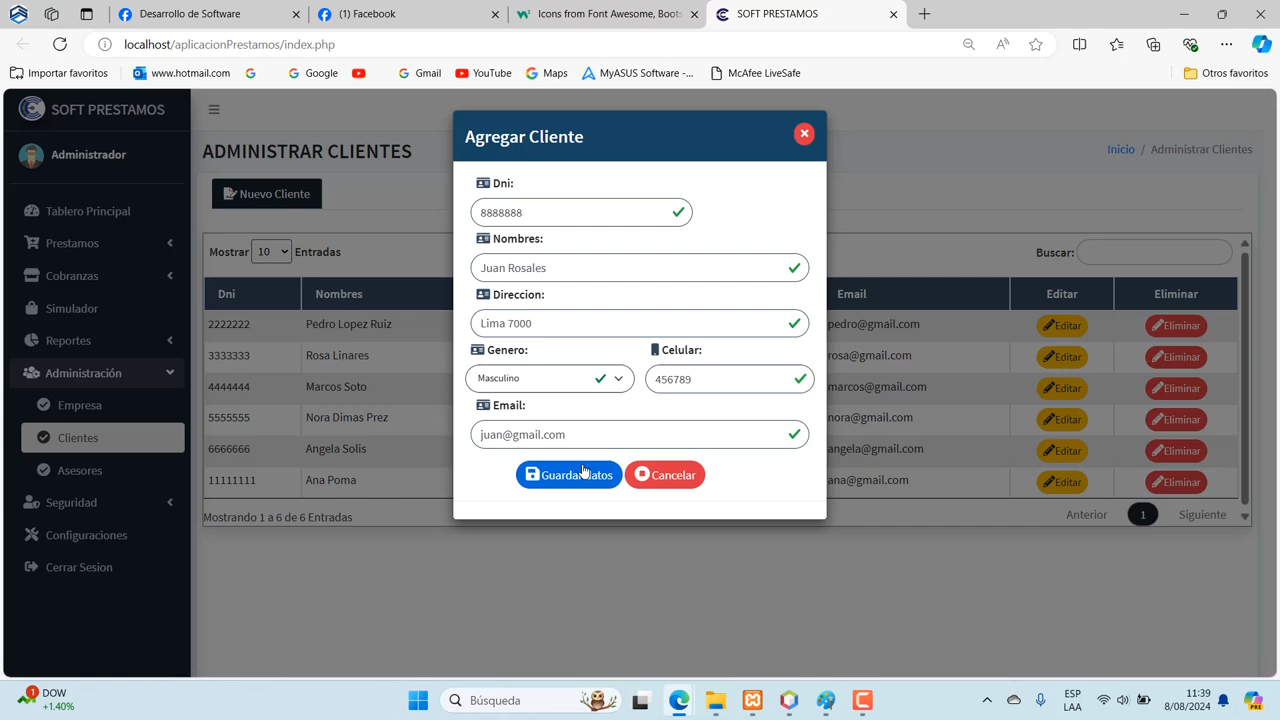 Desarrollo de Software
(1) Facebook
Icons from Font Awesome, Boots
SOFT PRESTAMOS
localhost/aplicacionPrestamos/index.php
Importar favoritos
www.hotmail.com
Google
Gmail
YouTube
Maps
MyASUS Software -...
McAfee LiveSafe
Otros favoritos
SOFT PRESTAMOS
Administrador
Tablero Principal
Prestamos
Cobranzas
Simulador
Reportes
Administración
Empresa
Clientes
Asesores
Seguridad
Configuraciones
Cerrar Sesion
ADMINISTRAR CLIENTES
Inicio / Administrar Clientes
Nuevo Cliente
Mostrar 10 Entradas
Buscar:
Dni Nombres Email Editar Eliminar
2222222 Pedro Lopez Ruiz pedro@gmail.com Editar Eliminar
3333333 Rosa Linares rosa@gmail.com Editar Eliminar
4444444 Marcos Soto marcos@gmail.com Editar Eliminar
5555555 Nora Dimas Prez nora@gmail.com Editar Eliminar
6666666 Angela Solis angela@gmail.com Editar Eliminar
11111111 Ana Poma ana@gmail.com Editar Eliminar
Mostrando 1 a 6 de 6 Entradas
Anterior 1 Siguiente
Agregar Cliente
Dni:
8888888
Nombres:
Juan Rosales
Direccion:
Lima 7000
Genero: Celular:
Masculino 456789
Email:
juan@gmail.com
Guardar Datos Cancelar
1
DOW
+1.40%
Búsqueda
ESP
LAA
11:39
8/08/2024
PRE